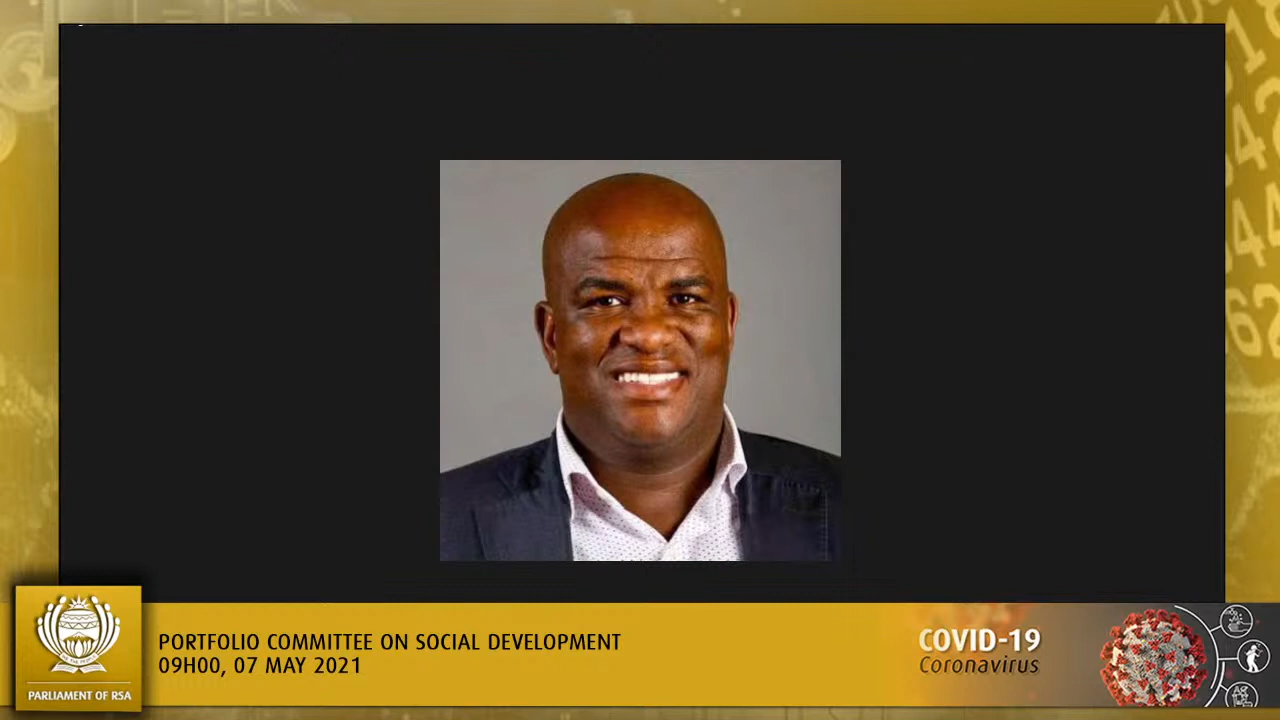 PORTFOLIO COMMITTEE ON SOCIAL DEVELOPMENT
09H00, 07 MAY 2021
COVID-19
Coronavirus
PARLIAMENT OF RSA